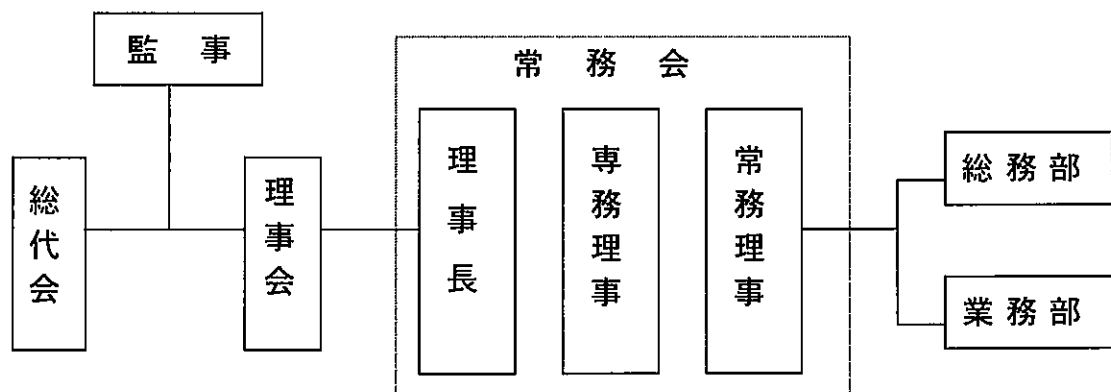 監事
常務会
総代会
理事会
理事長
専務理事
常務理事
総務部
業務部